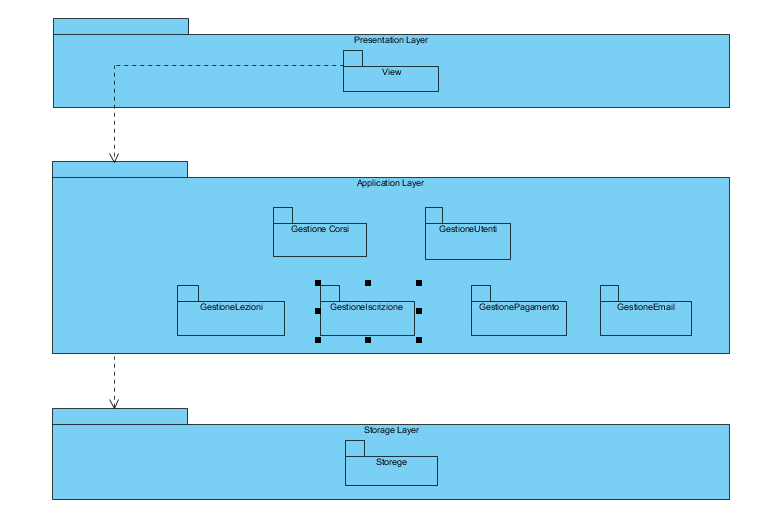 Presentation Layer
View
Application Layer
Gestione Corsi
GestioneUtenti
GestioneLezioni
GestioneIscrizione
GestionePagamento
GestioneEmail
Storage Layer
Storege